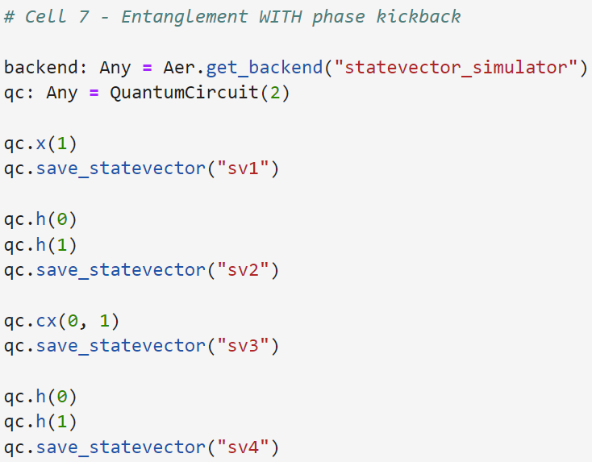 # Cell 7 - Entanglement WITH phase kickback
backend: Any = Aer.get_backend("statevector_simulator")
qc: Any = QuantumCircuit(2)
qc.x(1)
qc.save_statevector("sv1")
qc.h(0)
qc.h(1)
qc.save_statevector("sv2")
qc.cx(0, 1)
qc.save_statevector("sv3")
qc.h(0)
qc.h(1)
qc.save_statevector("sv4")